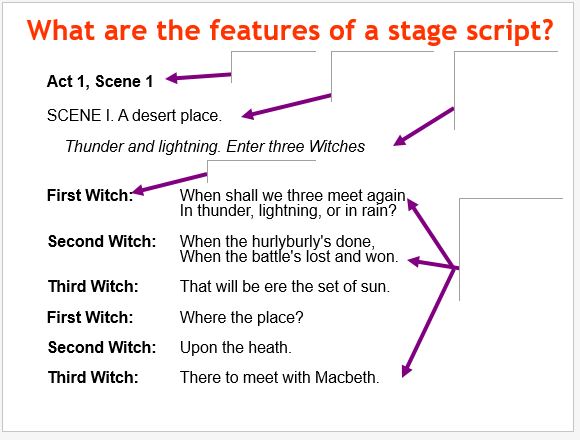 What are the features of a stage script?
Act 1, Scene 1
SCENE I. A desert place.
Thunder and lightning. Enter three Witches
First Witch: When shall we three meet again
In thunder, lightning, or in rain?
Second Witch: When the hurlyburly's done,
When the battle's lost and won.
Third Witch: That will be ere the set of sun.
First Witch: Where the place?
Second Witch: Upon the heath.
Third Witch: There to meet with Macbeth.